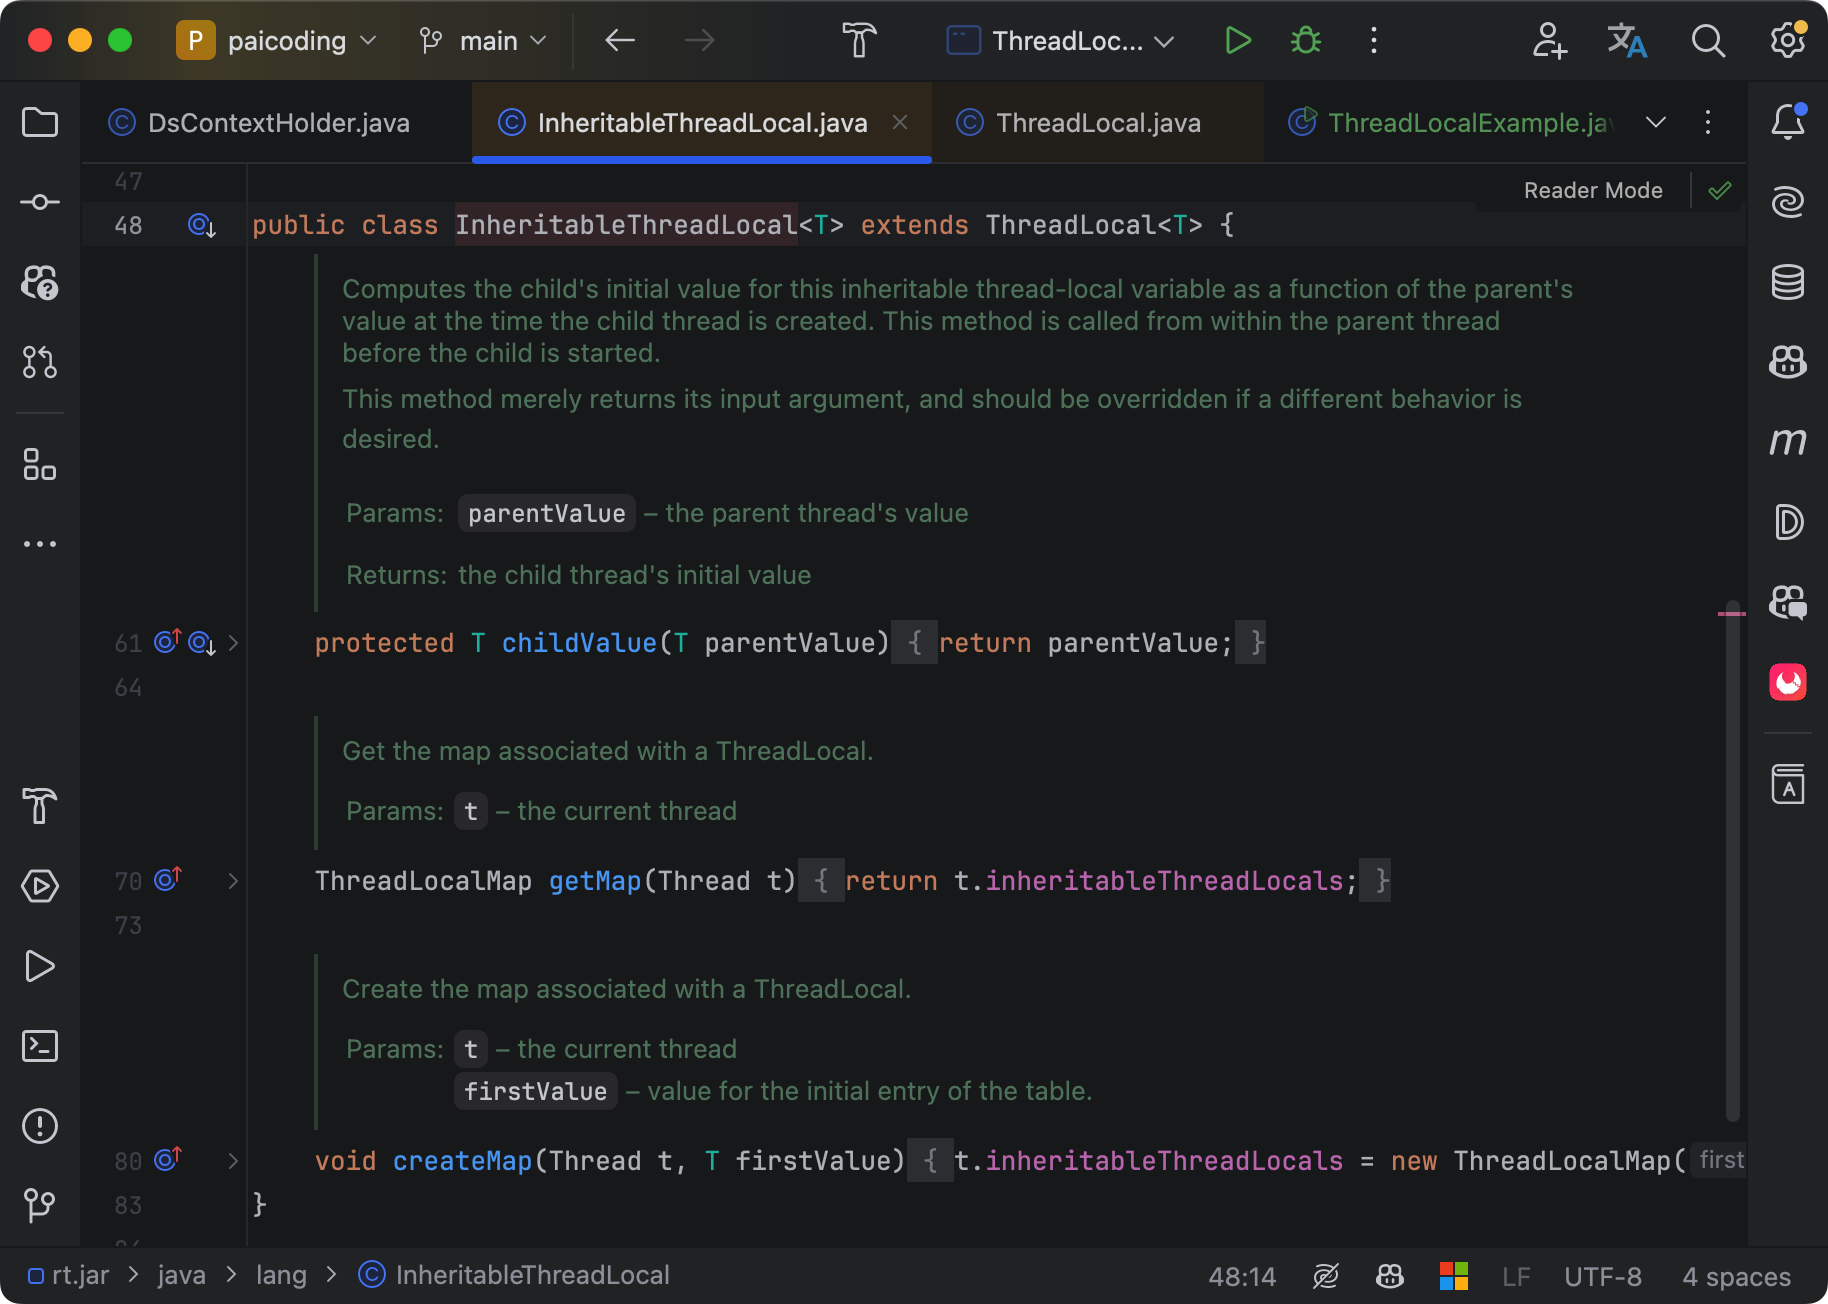 P paicoding main ThreadLoc...
DsContextHolder.java InheritableThreadLocal.java ThreadLocal.java ThreadLocalExample.jav
Reader Mode
47
48 public class InheritableThreadLocal<T> extends ThreadLocal<T> {
Computes the child's initial value for this inheritable thread-local variable as a function of the parent's
value at the time the child thread is created. This method is called from within the parent thread
before the child is started.
This method merely returns its input argument, and should be overridden if a different behavior is
desired.
Params: parentValue – the parent thread's value
Returns: the child thread's initial value
61 protected T childValue(T parentValue) { return parentValue; }
64
Get the map associated with a ThreadLocal.
Params: t – the current thread
70 ThreadLocalMap getMap(Thread t) { return t.inheritableThreadLocals; }
73
Create the map associated with a ThreadLocal.
Params: t – the current thread
firstValue – value for the initial entry of the table.
80 void createMap(Thread t, T firstValue) { t.inheritableThreadLocals = new ThreadLocalMap( first
83 }
rt.jar > java > lang > InheritableThreadLocal 48:14 LF UTF-8 4 spaces